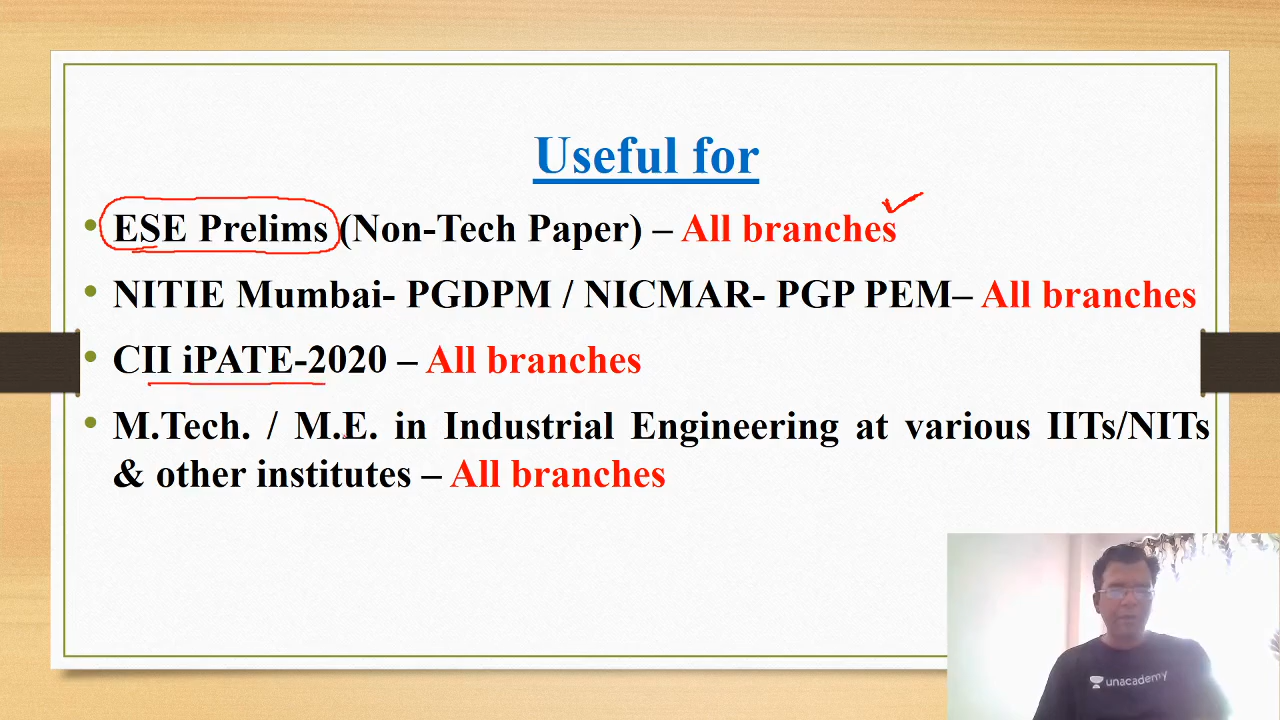 Useful for
• ESE Prelims (Non-Tech Paper) – All branches
• NITIE Mumbai- PGDPM / NICMAR- PGP PEM– All branches
• CII iPATE-2020 – All branches
• M.Tech. / M.E. in Industrial Engineering at various IITs/NITs
& other institutes – All branches
unacademy